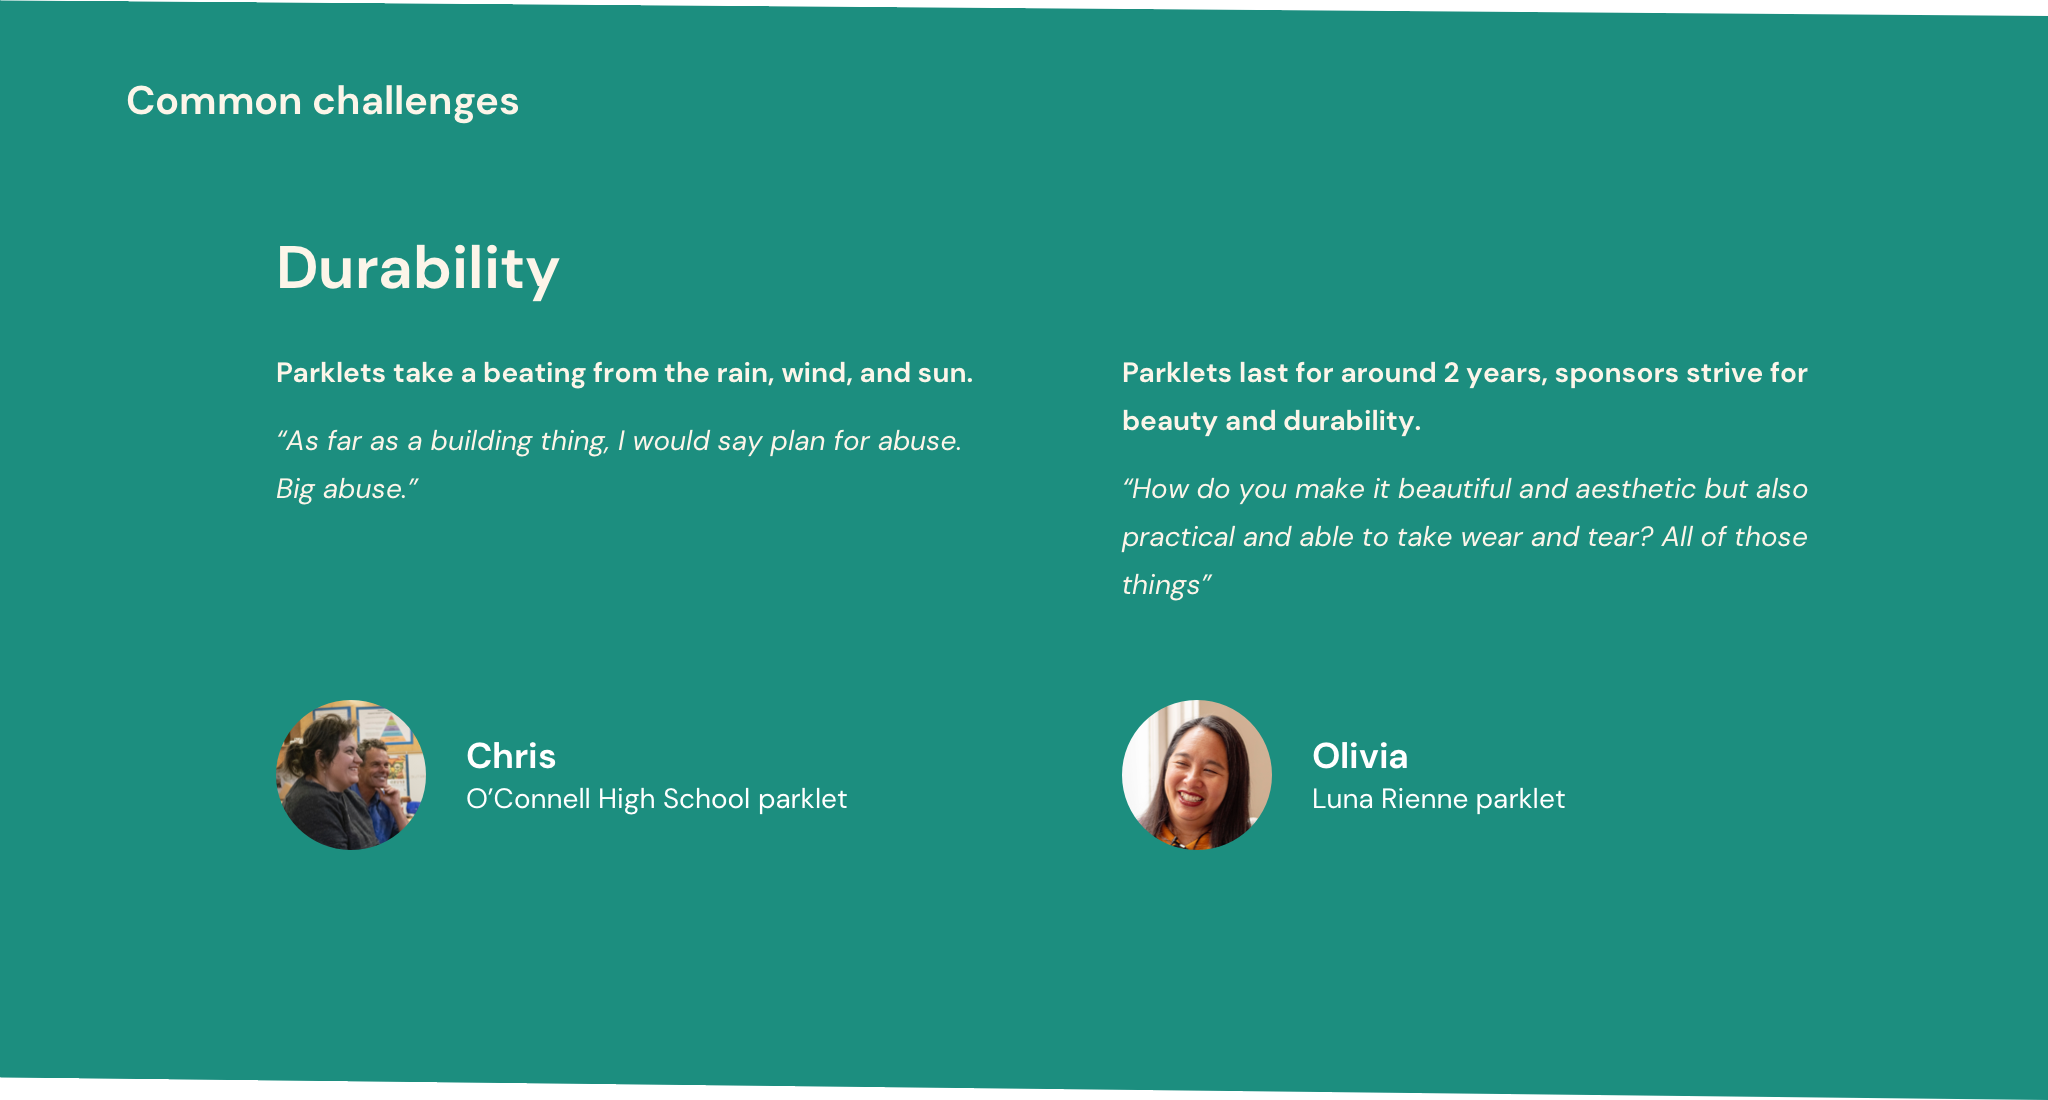 Common challenges
Durability
Parklets take a beating from the rain, wind, and sun.
“As far as a building thing, I would say plan for abuse.
Big abuse.”
Chris
O’Connell High School parklet
Parklets last for around 2 years, sponsors strive for
beauty and durability.
“How do you make it beautiful and aesthetic but also
practical and able to take wear and tear? All of those
things”
Olivia
Luna Rienne parklet